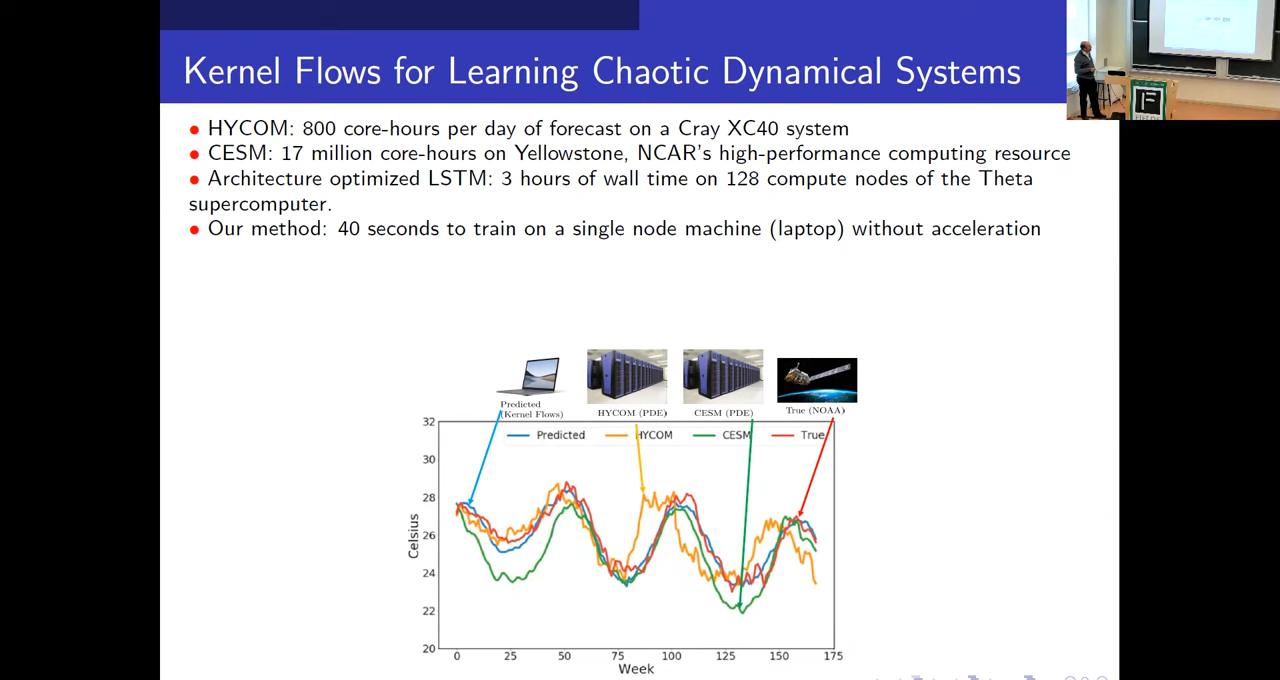 Kernel Flows for Learning Chaotic Dynamical Systems
• HYCOM: 800 core-hours per day of forecast on a Cray XC40 system
• CESM: 17 million core-hours on Yellowstone, NCAR's high-performance computing resource
• Architecture optimized LSTM: 3 hours of wall time on 128 compute nodes of the Theta
supercomputer.
• Our method: 40 seconds to train on a single node machine (laptop) without acceleration
Predicted
(Kernel Flows)
HYCOM (PDE)
CESM (PDE)
True (NOAA)
Predicted HYCOM CESM True
32
30
28
26
24
22
20
Celsius
0 25 50 75 100 125 150 175
Week